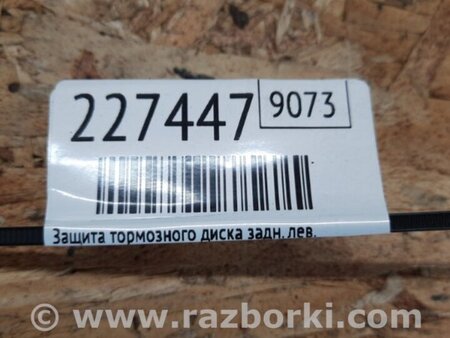 227447 9073
Защита тормозного диска задн. лев.
© www.razborki.com